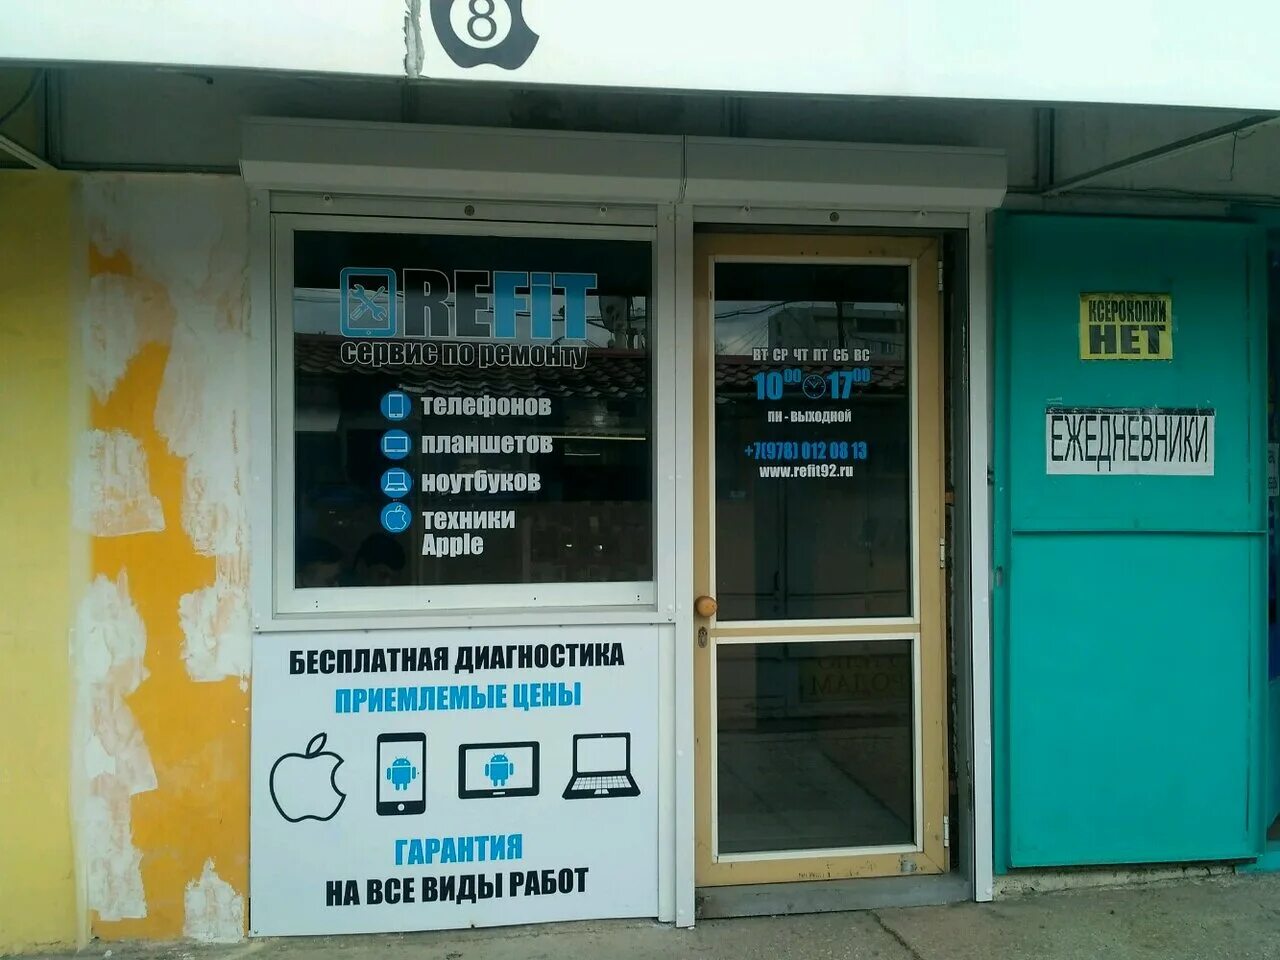 8
REFiT
сервис по ремонту
телефонов
планшетов
ноутбуков
техники
Apple
ВТ СР ЧТ ПТ СБ ВС
10⁰⁰ 17⁰⁰
ПН - ВЫХОДНОЙ
+7(978) 012 08 13
www.refit92.ru
КСЕРОКОПИИ
НЕТ
ЕЖЕДНЕВНИКИ
БЕСПЛАТНАЯ ДИАГНОСТИКА
ПРИЕМЛЕМЫЕ ЦЕНЫ
ГАРАНТИЯ
НА ВСЕ ВИДЫ РАБОТ